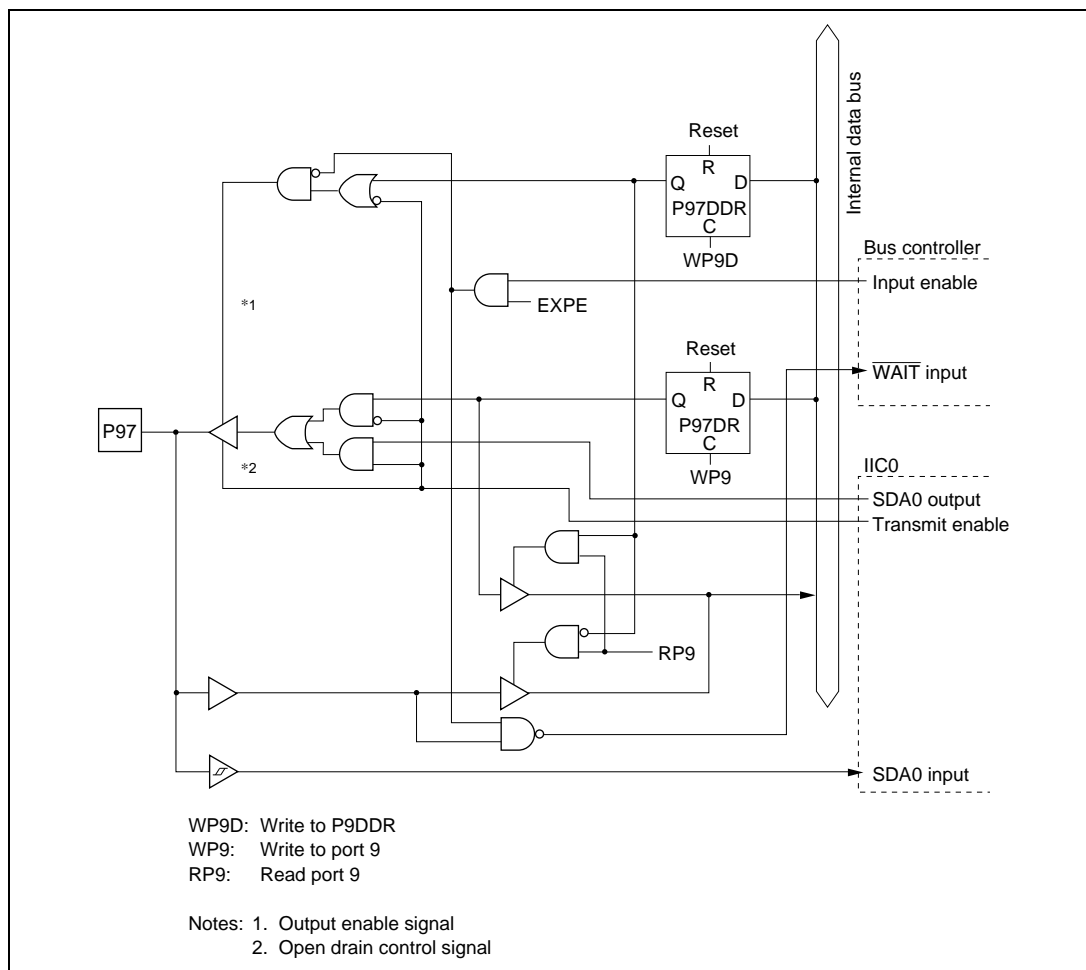 Reset
R
Q D
P97DDR
C
WP9D
Internal data bus
Bus controller
Input enable
EXPE
*1
Reset
R
WAIT input
Q D
P97DR
C
WP9
P97
*2
IIC0
SDA0 output
Transmit enable
RP9
SDA0 input
WP9D: Write to P9DDR
WP9: Write to port 9
RP9: Read port 9
Notes: 1. Output enable signal
2. Open drain control signal